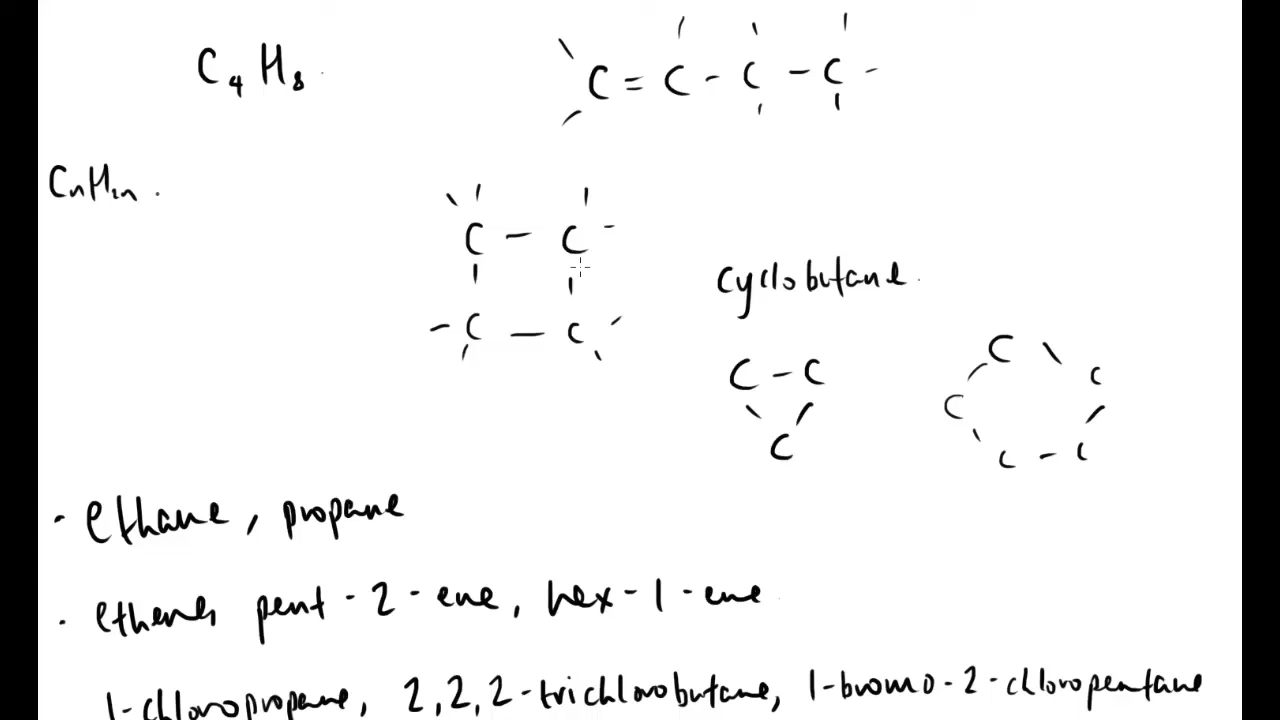 C₄H₈
C = C - C - C
CnH₂n.
C - C
C - C
cyclobutane.
C - C
C
C
C
C
C - C
· ethane, propane
· ethene, pent-2-ene, hex-1-ene
1-chloropropane, 2,2,2-trichlorobutane, 1-bromo-2-chloropentane